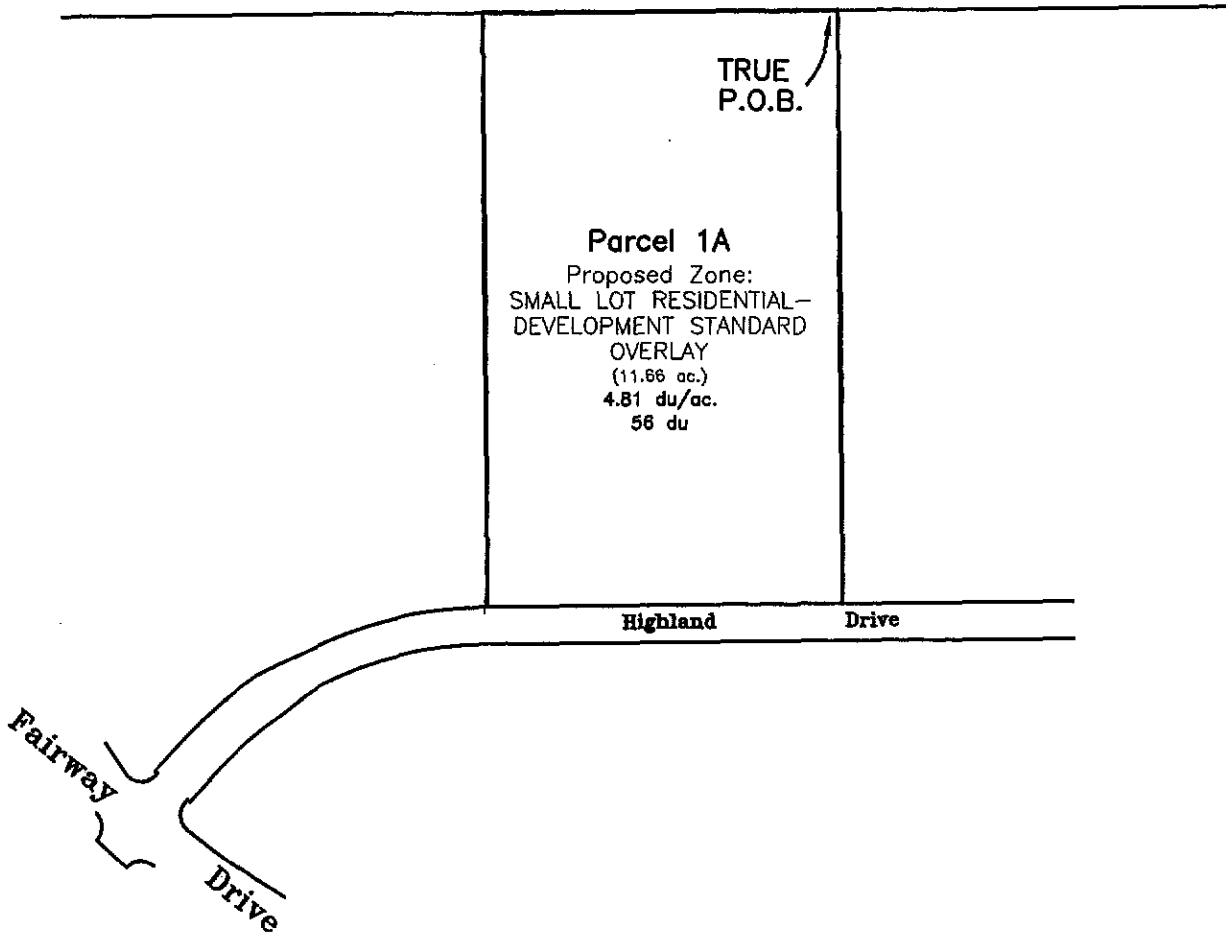 TRUE
P.O.B.
Parcel 1A
Proposed Zone:
SMALL LOT RESIDENTIAL-
DEVELOPMENT STANDARD
OVERLAY
(11.66 ac.)
4.81 du/ac.
56 du
Highland Drive
Fairway
Drive